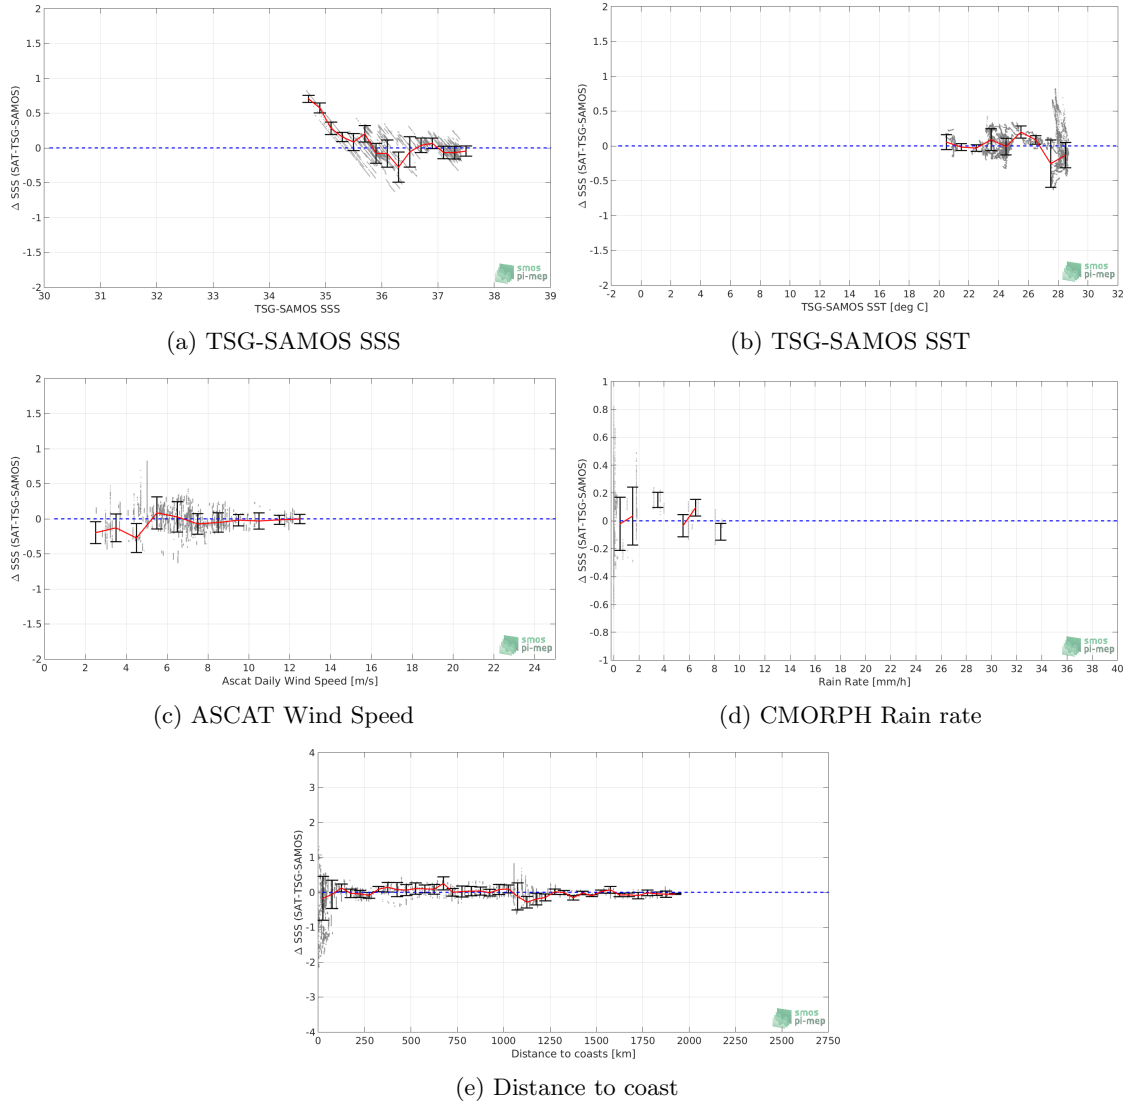 2
1.5
1
0.5
0
-0.5
-1
-1.5
-2
Δ SSS (SAT-TSG-SAMOS)
30 31 32 33 34 35 36 37 38 39
TSG-SAMOS SSS
smos
pi-mep
(a) TSG-SAMOS SSS
2
1.5
1
0.5
0
-0.5
-1
-1.5
-2
Δ SSS (SAT-TSG-SAMOS)
-2 0 2 4 6 8 10 12 14 16 18 20 22 24 26 28 30 32
TSG-SAMOS SST [deg C]
smos
pi-mep
(b) TSG-SAMOS SST
2
1.5
1
0.5
0
-0.5
-1
-1.5
-2
Δ SSS (SAT-TSG-SAMOS)
0 2 4 6 8 10 12 14 16 18 20 22 24
Ascat Daily Wind Speed [m/s]
smos
pi-mep
(c) ASCAT Wind Speed
1
0.8
0.6
0.4
0.2
0
-0.2
-0.4
-0.6
-0.8
-1
Δ SSS (SAT-TSG-SAMOS)
0 2 4 6 8 10 12 14 16 18 20 22 24 26 28 30 32 34 36 38 40
Rain Rate [mm/h]
smos
pi-mep
(d) CMORPH Rain rate
4
3
2
1
0
-1
-2
-3
-4
Δ SSS (SAT-TSG-SAMOS)
0 250 500 750 1000 1250 1500 1750 2000 2250 2500 2750
Distance to coasts [km]
smos
pi-mep
(e) Distance to coast